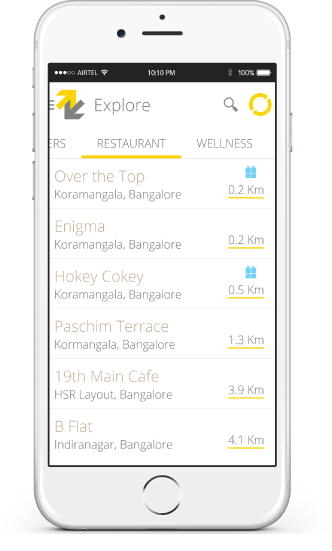 AIRTEL 10:10 PM 100%
Explore
ERS RESTAURANT WELLNESS
Over the Top
Koramangala, Bangalore
0.2 Km
Enigma
Koramangala, Bangalore
0.2 Km
Hokey Cokey
Koramangala, Bangalore
0.5 Km
Paschim Terrace
Kormangala, Bangalore
1.3 Km
19th Main Cafe
HSR Layout, Bangalore
3.9 Km
B Flat
Indiranagar, Bangalore
4.1 Km